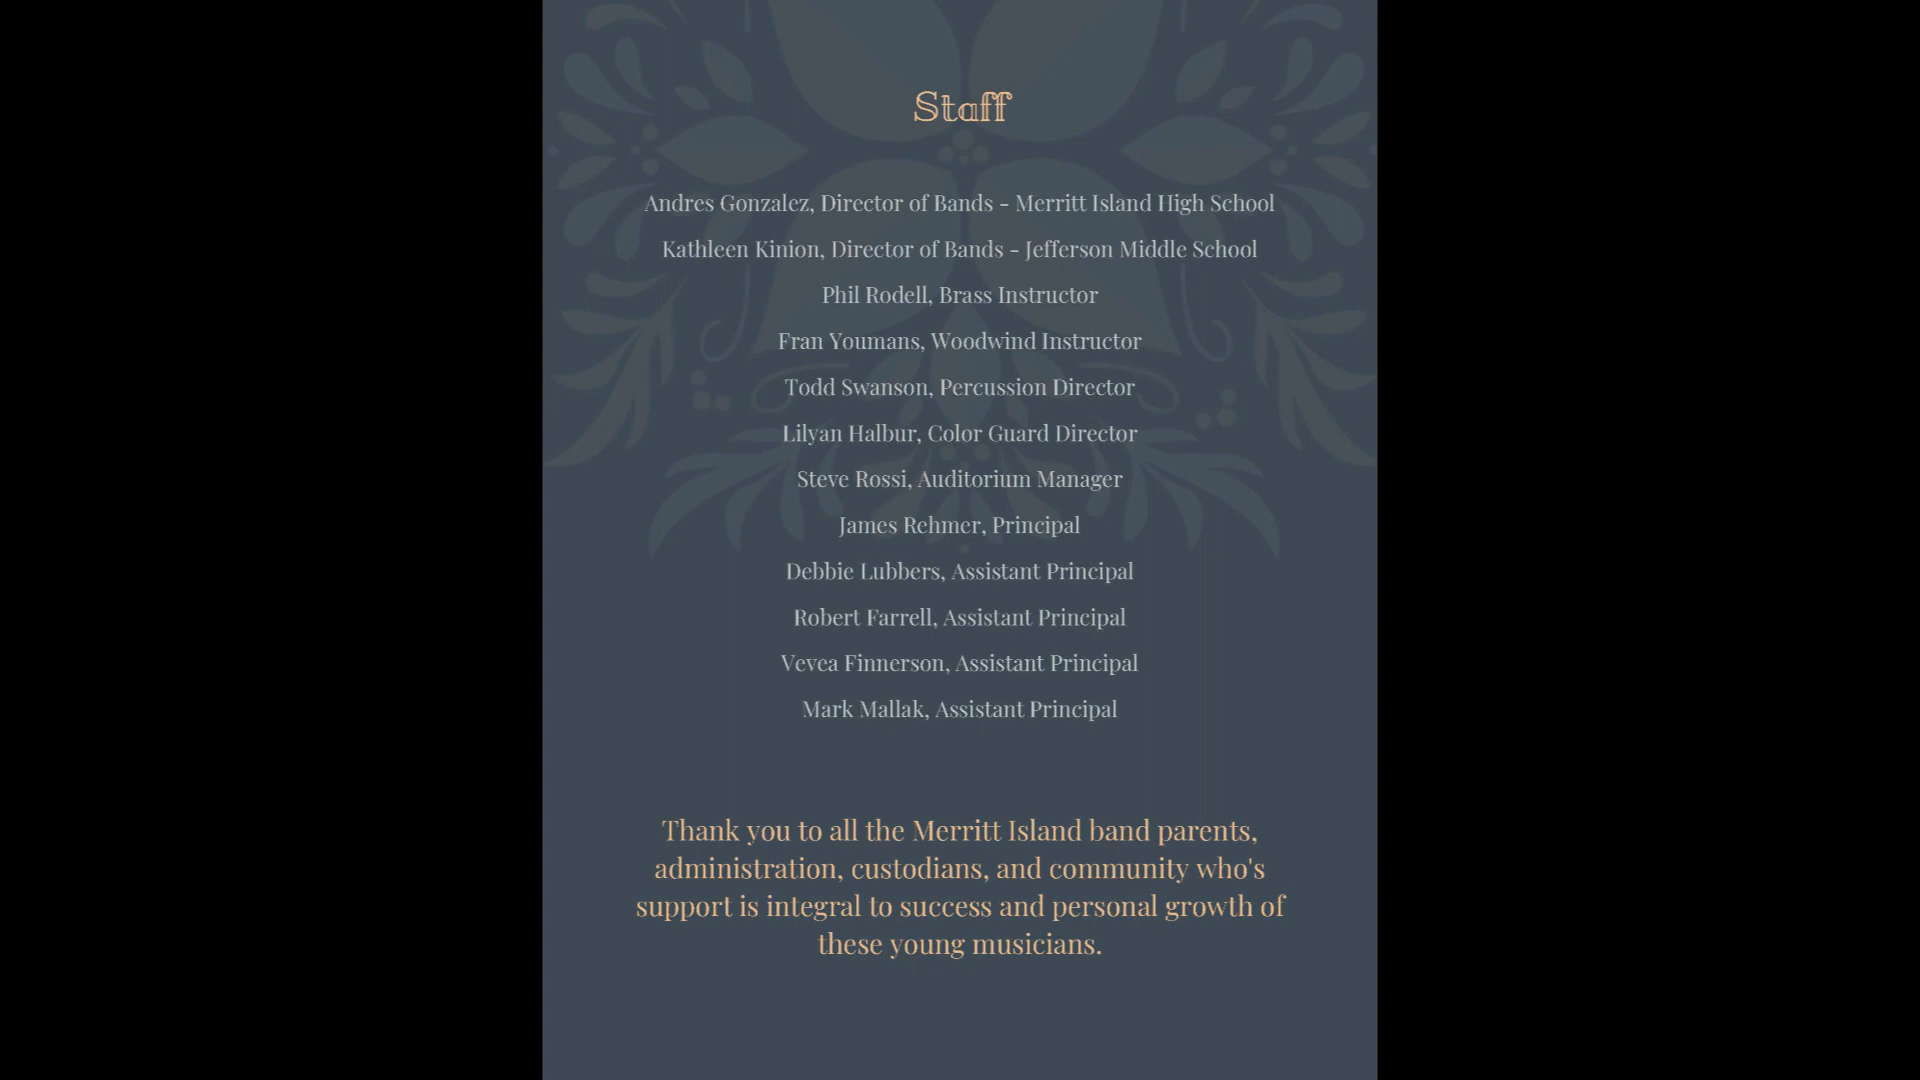 Staff
Andres Gonzalez, Director of Bands - Merritt Island High School
Kathleen Kinion, Director of Bands - Jefferson Middle School
Phil Rodell, Brass Instructor
Fran Youmans, Woodwind Instructor
Todd Swanson, Percussion Director
Lilyan Halbur, Color Guard Director
Steve Rossi, Auditorium Manager
James Rehmer, Principal
Debbie Lubbers, Assistant Principal
Robert Farrell, Assistant Principal
Vevea Finnerson, Assistant Principal
Mark Mallak, Assistant Principal
Thank you to all the Merritt Island band parents,
administration, custodians, and community who's
support is integral to success and personal growth of
these young musicians.